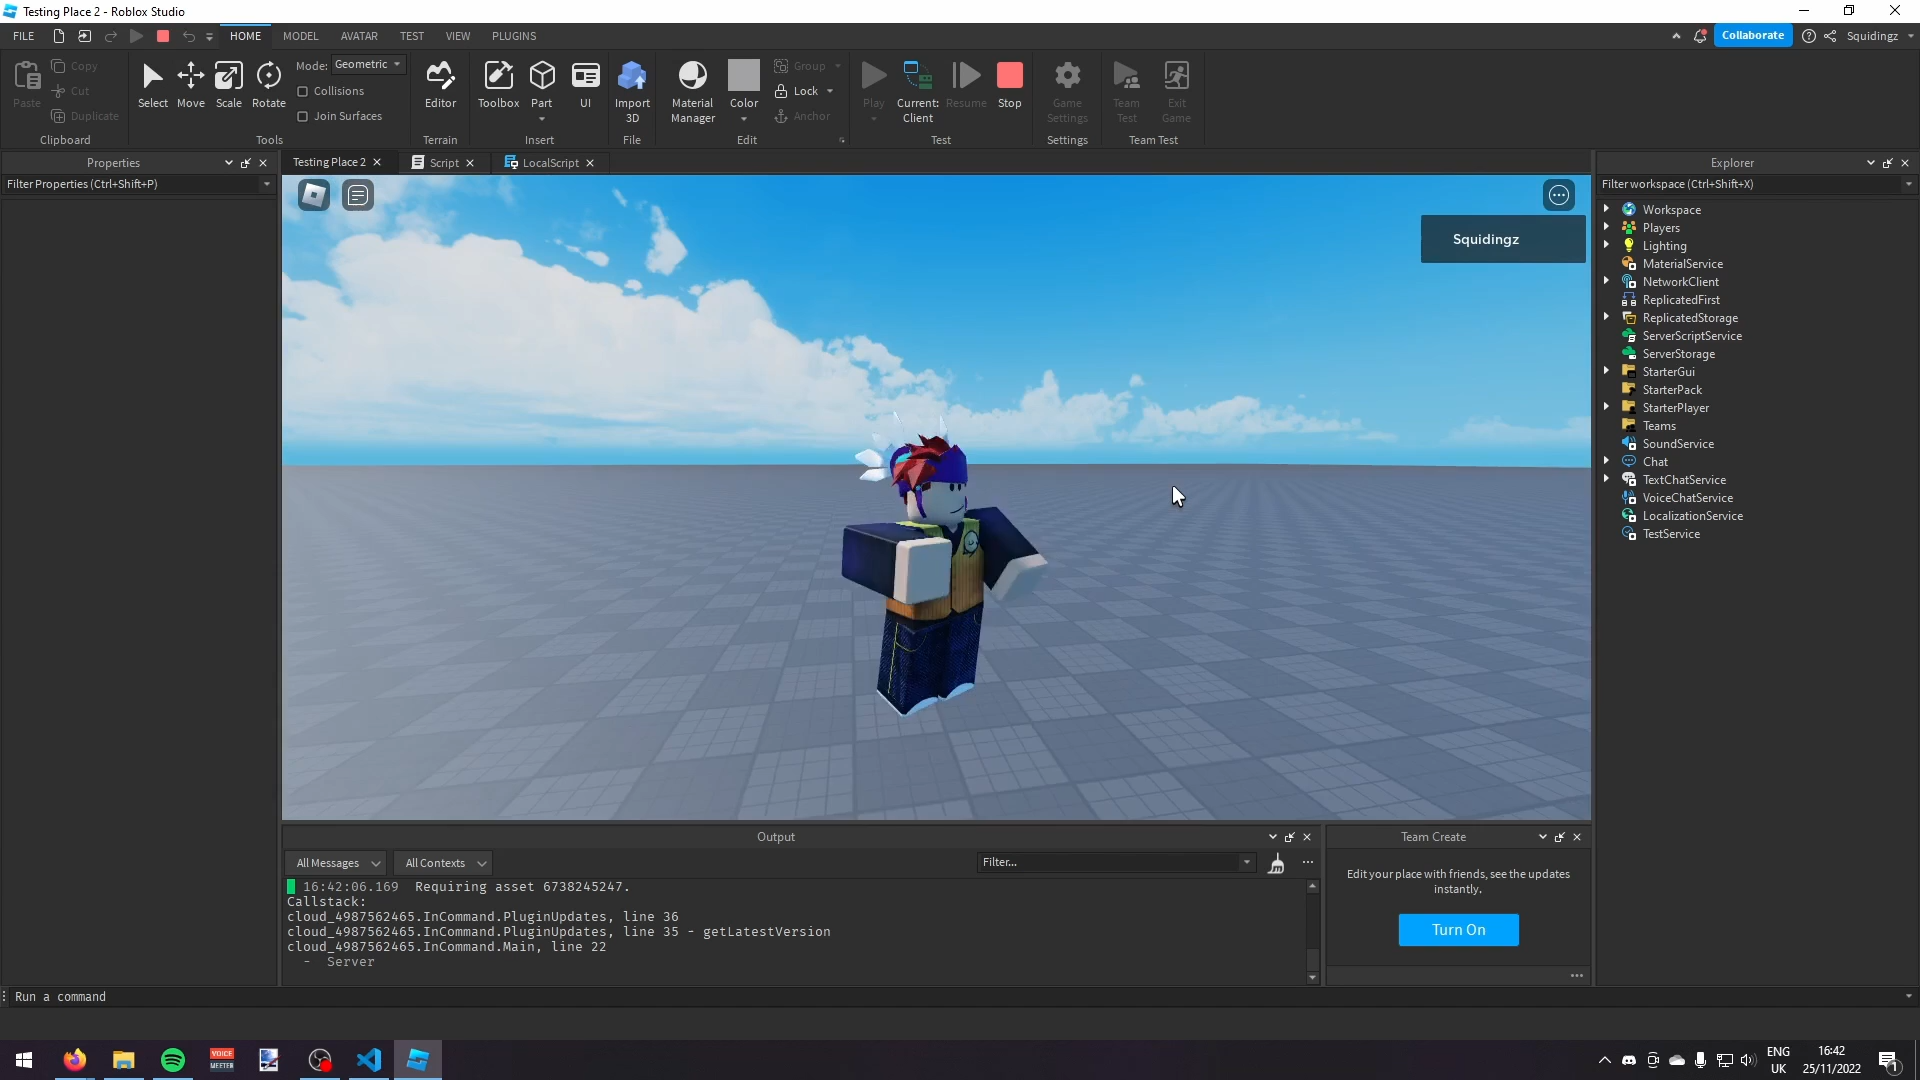 Testing Place 2 - Roblox Studio
FILE HOME MODEL AVATAR TEST VIEW PLUGINS Collaborate Squidingz
Paste
Copy
Cut
Duplicate
Clipboard
Select Move Scale Rotate
Mode: Geometric
Collisions
Join Surfaces
Tools
Editor
Terrain
Toolbox Part UI
Insert
Import
3D
File
Material
Manager
Color
Group
Lock
Anchor
Edit
Play
Current:
Client
Resume Stop
Test
Game
Settings
Settings
Team
Test
Exit
Game
Team Test
Properties
Filter Properties (Ctrl+Shift+P)
Testing Place 2 Script LocalScript
Squidingz
Explorer
Filter workspace (Ctrl+Shift+X)
Workspace
Players
Lighting
MaterialService
NetworkClient
ReplicatedFirst
ReplicatedStorage
ServerScriptService
ServerStorage
StarterGui
StarterPack
StarterPlayer
Teams
SoundService
Chat
TextChatService
VoiceChatService
LocalizationService
TestService
Output
All Messages All Contexts Filter...
16:42:06.169 Requiring asset 6738245247.
Callstack:
cloud_4987562465.InCommand.PluginUpdates, line 36
cloud_4987562465.InCommand.PluginUpdates, line 35 - getLatestVersion
cloud_4987562465.InCommand.Main, line 22
- Server
Team Create
Edit your place with friends, see the updates
instantly.
Turn On
Run a command
VOICE
MEETER
ENG
UK
16:42
25/11/2022
1